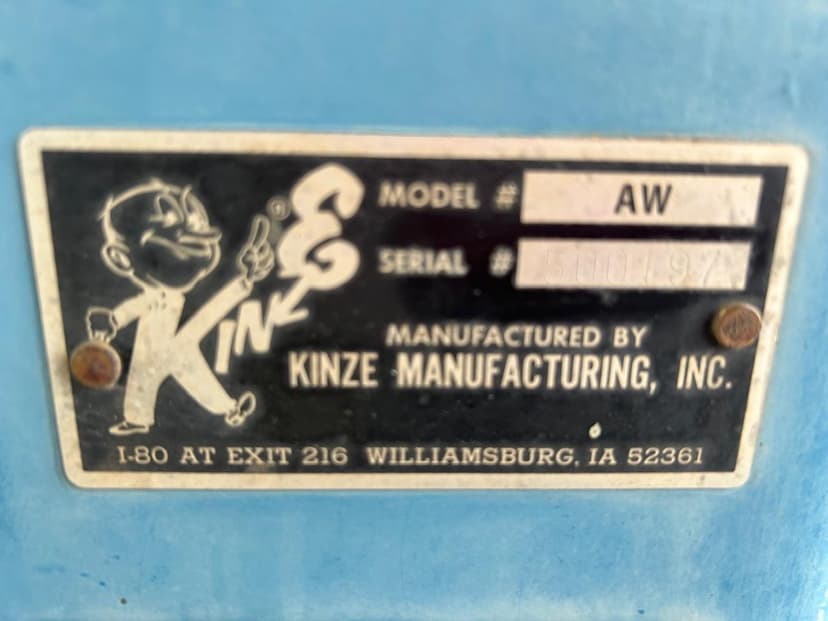 KINZE ®
MODEL # AW
SERIAL #
MANUFACTURED BY
KINZE MANUFACTURING, INC.
I-80 AT EXIT 216 WILLIAMSBURG, IA 52361